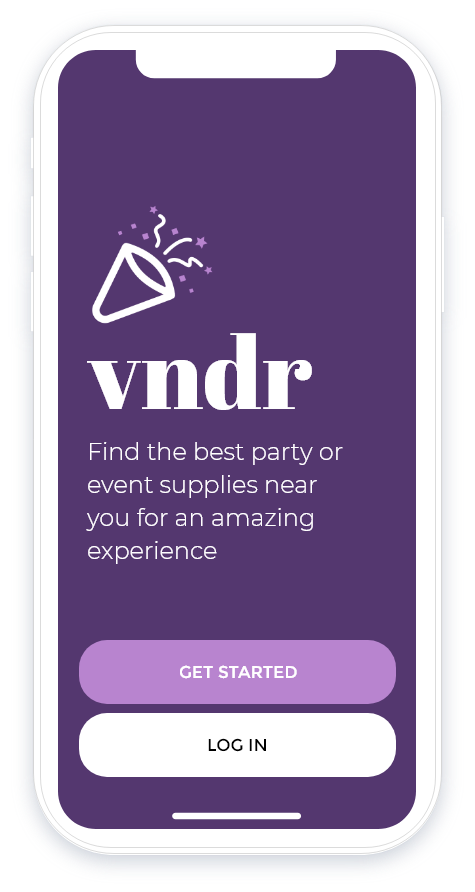 vndr
Find the best party or
event supplies near
you for an amazing
experience
GET STARTED
LOG IN